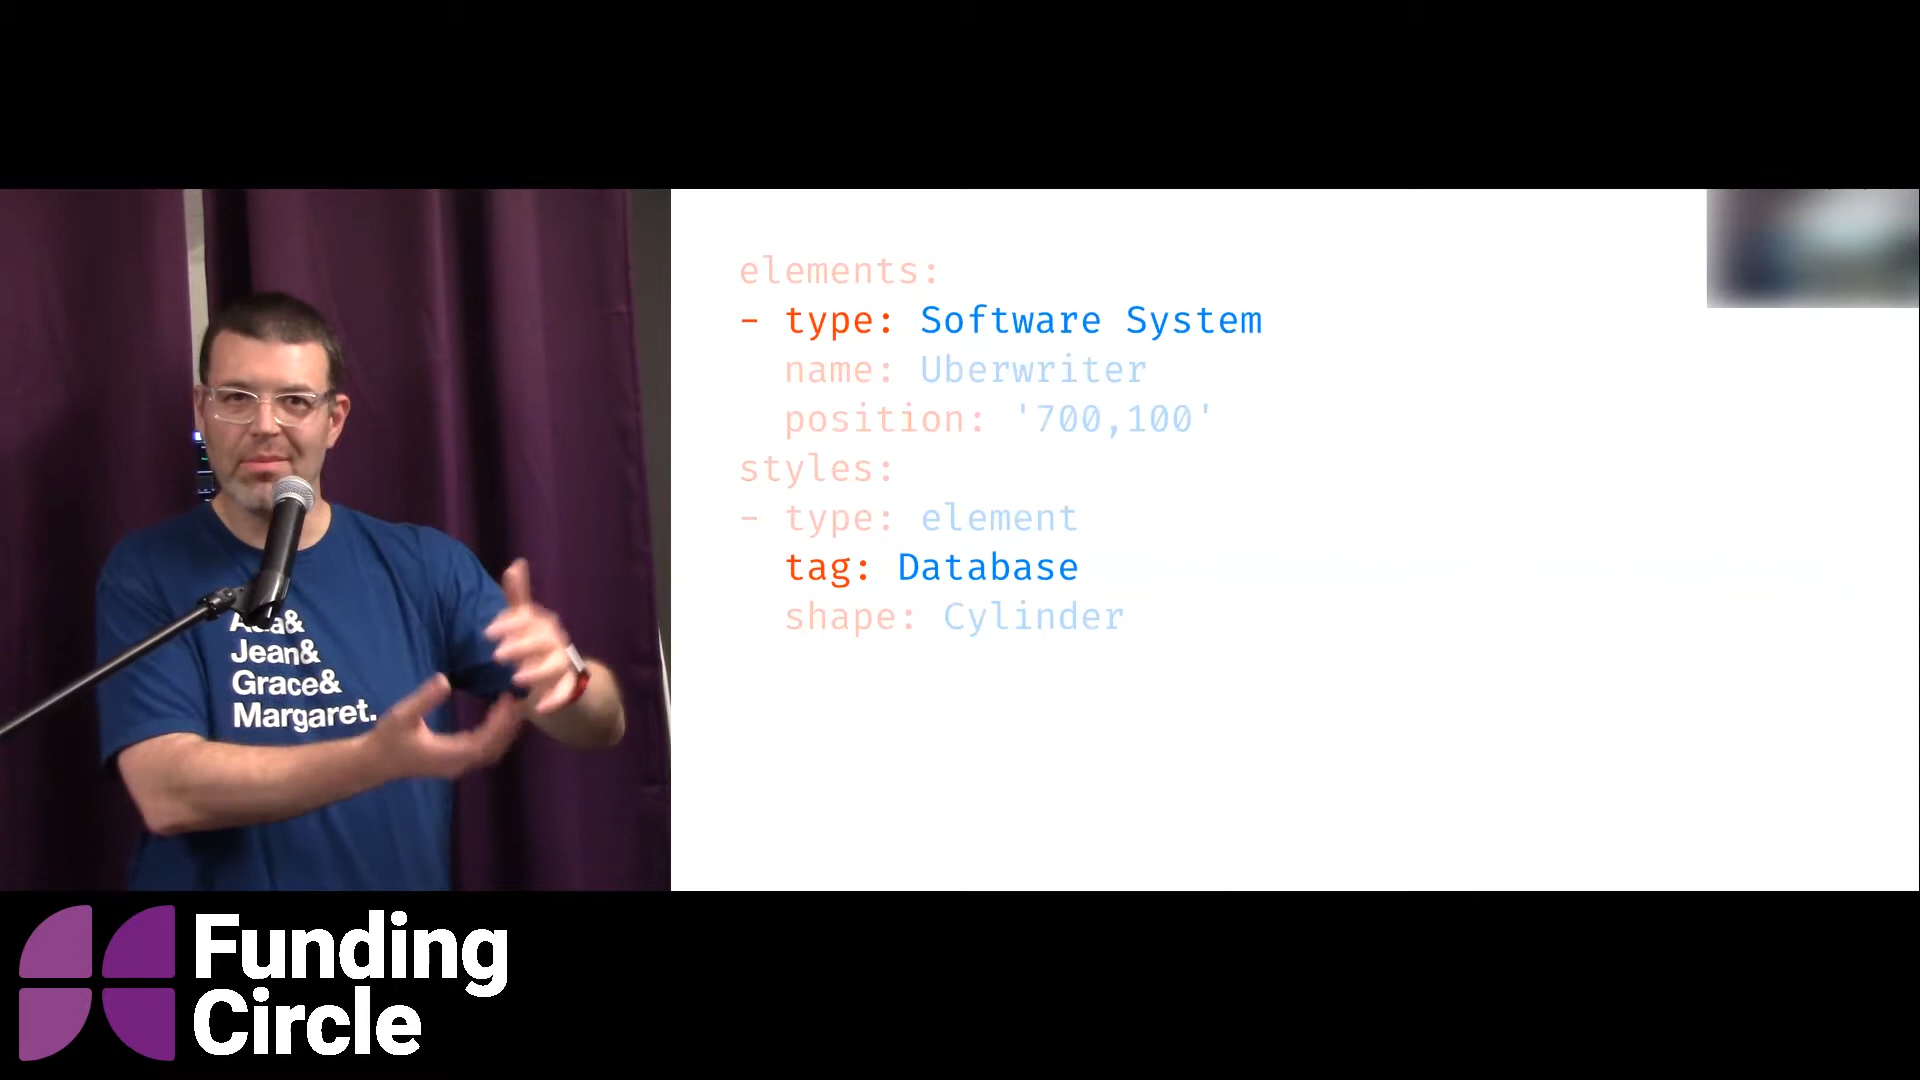 elements:
- type: Software System
name: Uberwriter
position: '700,100'
styles:
- type: element
tag: Database
shape: Cylinder
Jean&
Grace&
Margaret.
Funding
Circle